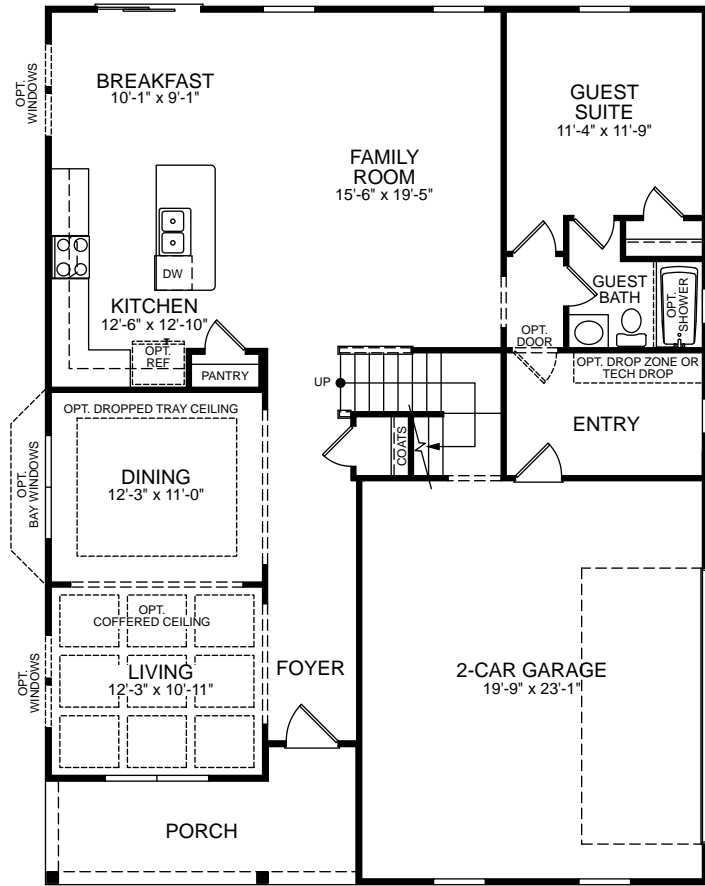 BREAKFAST
10'-1" x 9'-1"
OPT.
WINDOWS
GUEST
SUITE
11'-4" x 11'-9"
FAMILY
ROOM
15'-6" x 19'-5"
DW
KITCHEN
12'-6" x 12'-10"
OPT.
REF
PANTRY
GUEST
BATH
OPT.
SHOWER
OPT.
DOOR
OPT. DROP ZONE OR
TECH DROP
UP
ENTRY
COATS
OPT. DROPPED TRAY CEILING
DINING
12'-3" x 11'-0"
OPT.
BAY WINDOWS
OPT.
COFFERED CEILING
LIVING
12'-3" x 10'-11"
OPT.
WINDOWS
FOYER
2-CAR GARAGE
19'-9" x 23'-1"
PORCH